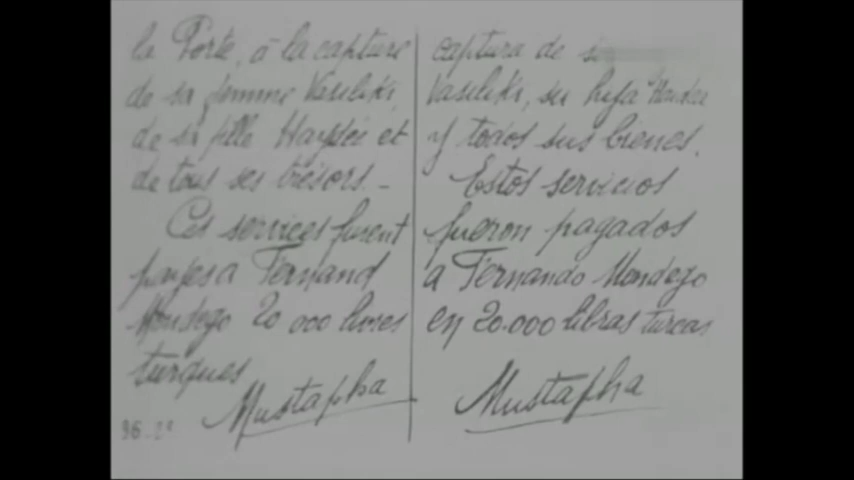 la Porte, à la capture
de sa femme Vasiliki,
de sa fille Haydée et
de tous ses trésors. –
Ces services furent
payés a Fernand
Mondego 20 000 livres
turques
Mustapha
96-2º
captura de
Vasiliki, su hija Haydee
y todos sus bienes.
Estos servicios
fueron pagados
a Fernando Mondego
en 20.000 libras turcas
Mustapha